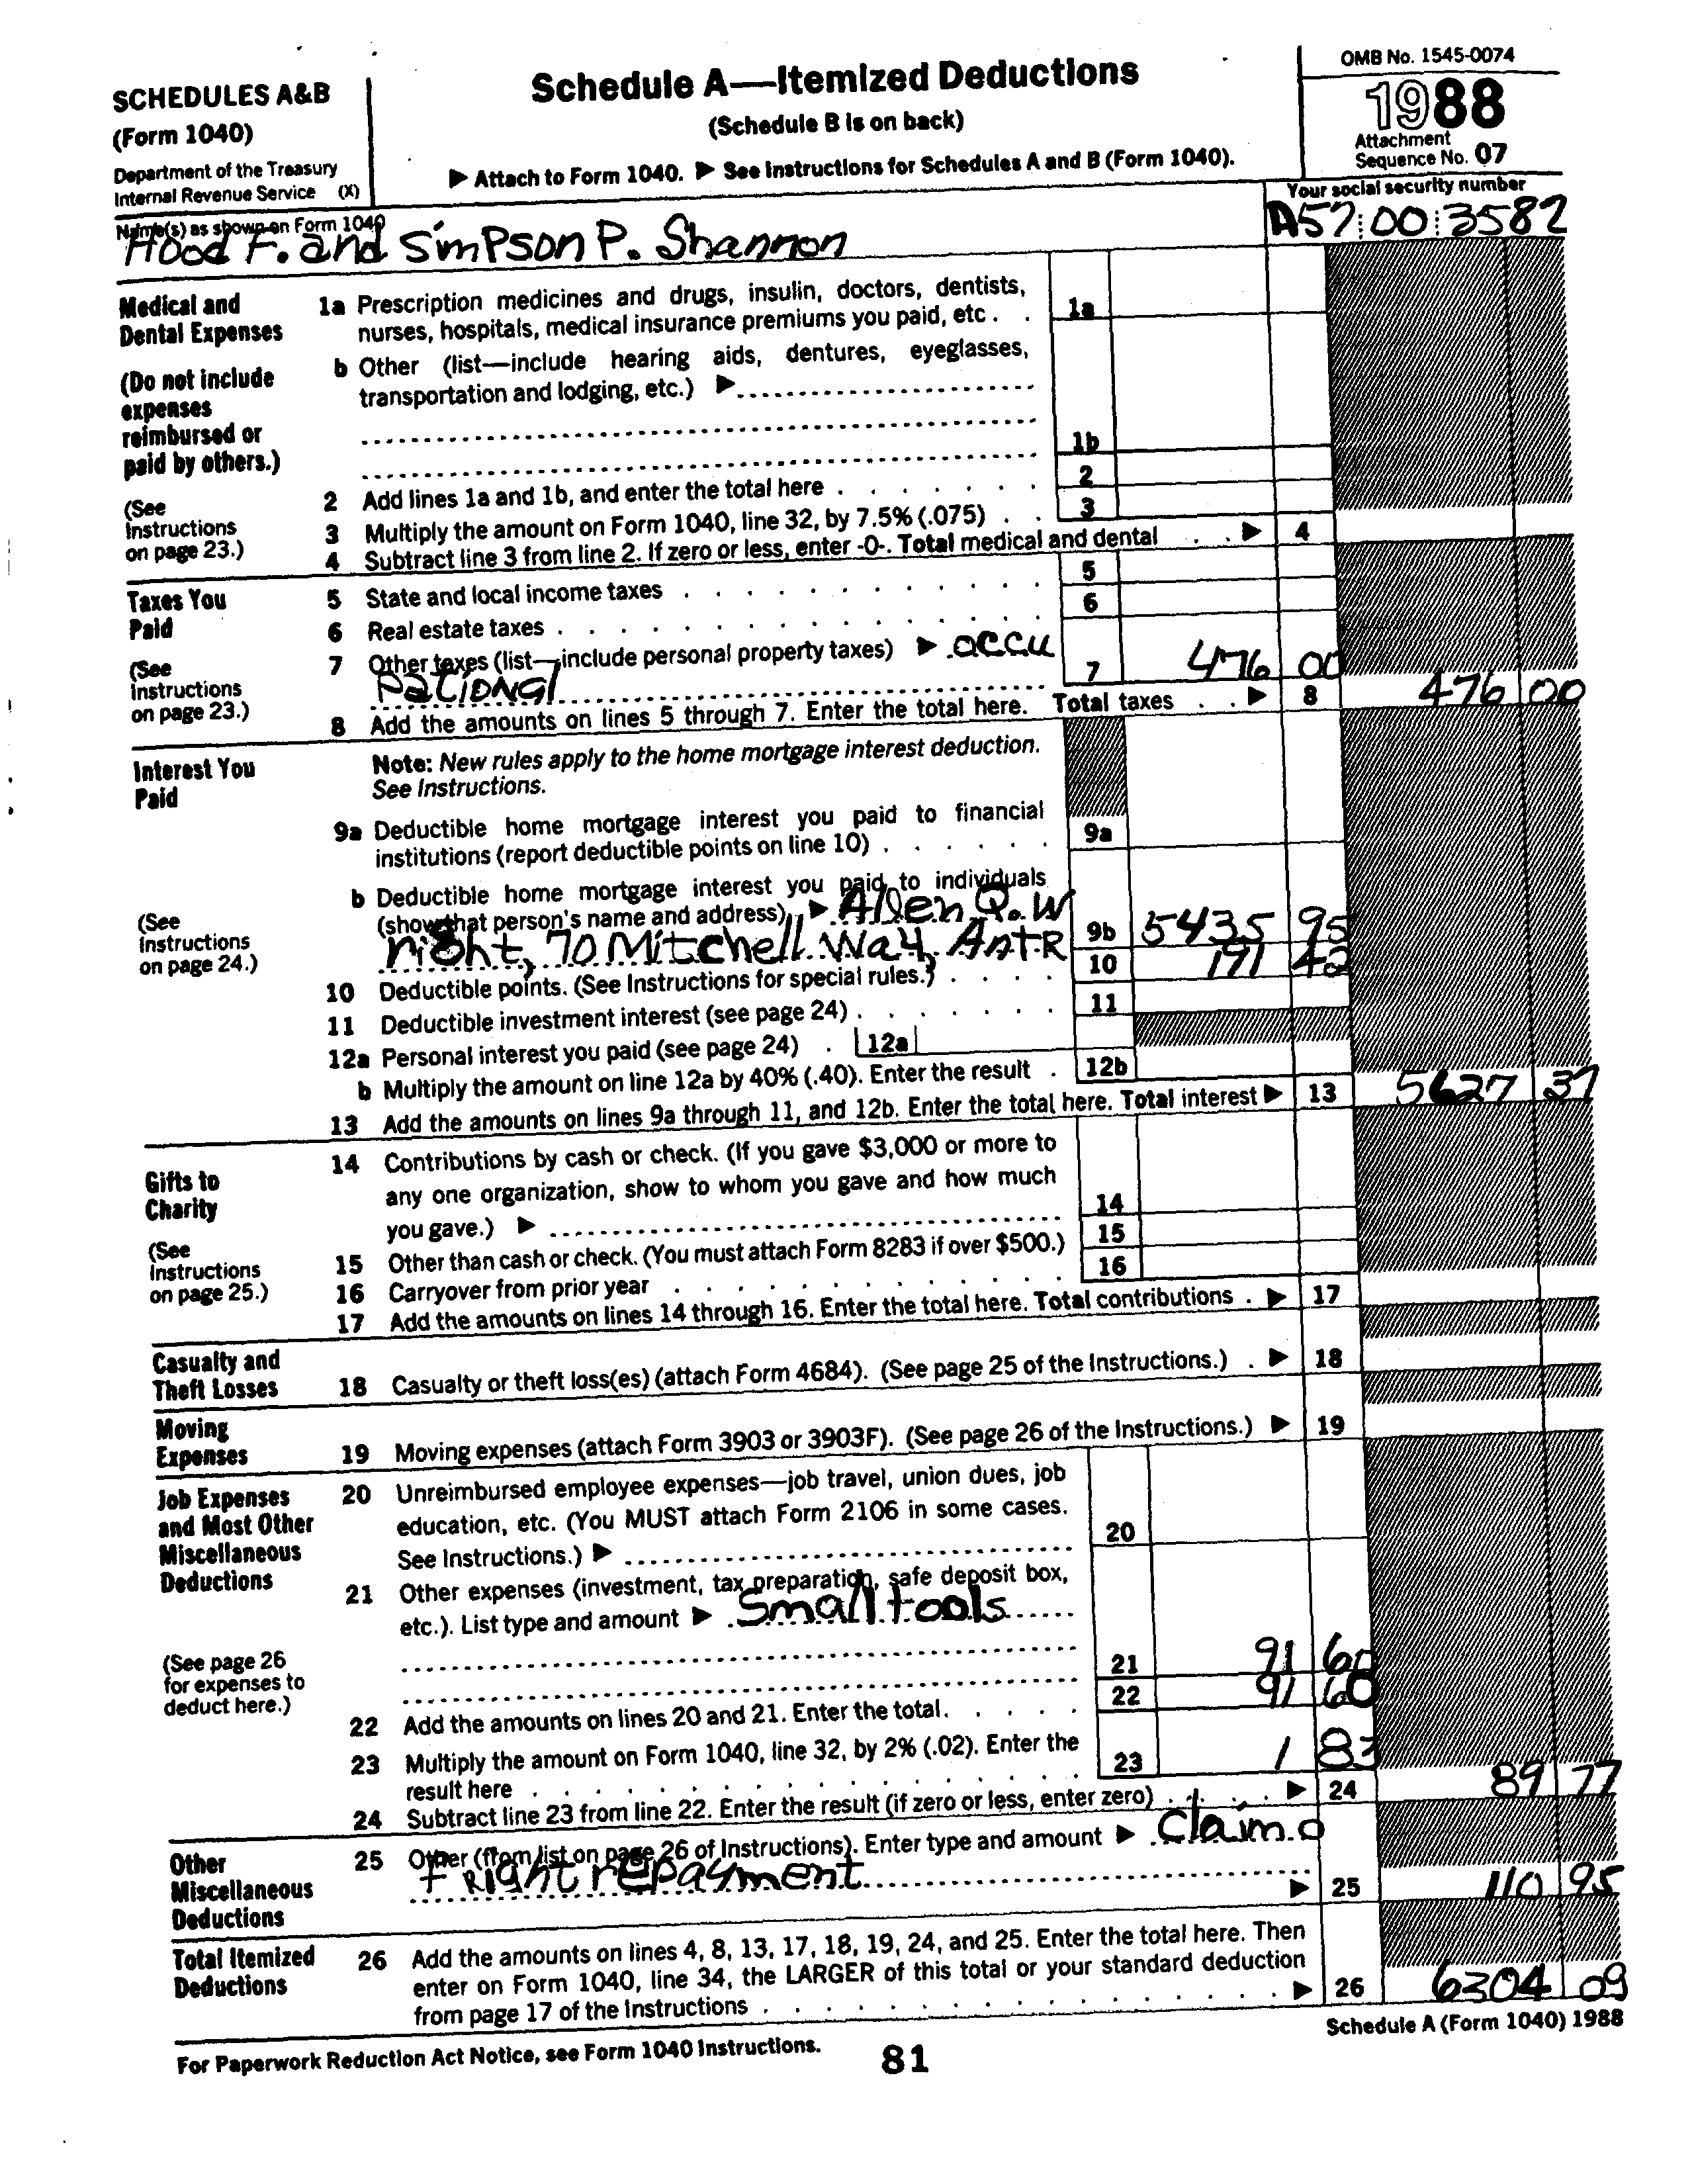 SCHEDULES A&B
(Form 1040)
Department of the Treasury
Internal Revenue Service (X)
Schedule A—Itemized Deductions
(Schedule B is on back)
▶ Attach to Form 1040. ▶ See Instructions for Schedules A and B (Form 1040).
OMB No. 1545-0074
1988
Attachment
Sequence No. 07
Name(s) as shown on Form 1040
Hood F. and Simpson P. Shannon
Your social security number
A57:00:3582
Medical and
Dental Expenses
(Do not include
expenses
reimbursed or
paid by others.)
(See
Instructions
on page 23.)
1a Prescription medicines and drugs, insulin, doctors, dentists,
nurses, hospitals, medical insurance premiums you paid, etc . . 1a
b Other (list—include hearing aids, dentures, eyeglasses,
transportation and lodging, etc.) ▶
1b
2 Add lines 1a and 1b, and enter the total here . . . . . . . 2
3 Multiply the amount on Form 1040, line 32, by 7.5% (.075) . . 3
4 Subtract line 3 from line 2. If zero or less, enter -0-. Total medical and dental . . ▶ 4
Taxes You
Paid
(See
Instructions
on page 23.)
5 State and local income taxes . . . . . . . . . . . 5
6 Real estate taxes . . . . . . . . . . . . . . 6
7 Other taxes (list—include personal property taxes) ▶ occu
pational 7 476 00
8 Add the amounts on lines 5 through 7. Enter the total here. Total taxes . . ▶ 8 476 00
Interest You
Paid
(See
Instructions
on page 24.)
Note: New rules apply to the home mortgage interest deduction.
See Instructions.
9a Deductible home mortgage interest you paid to financial
institutions (report deductible points on line 10) . . . . . . 9a
b Deductible home mortgage interest you paid to individuals
(show that person's name and address) ▶ Allen Q. W
right, 70 Mitchell Way, Ant R 9b 5435 95
10 Deductible points. (See Instructions for special rules.) . . . . 10 191 42
11 Deductible investment interest (see page 24) . . . . . . . 11
12a Personal interest you paid (see page 24) . 12a
b Multiply the amount on line 12a by 40% (.40). Enter the result . 12b
13 Add the amounts on lines 9a through 11, and 12b. Enter the total here. Total interest ▶ 13 5627 37
Gifts to
Charity
(See
Instructions
on page 25.)
14 Contributions by cash or check. (If you gave $3,000 or more to
any one organization, show to whom you gave and how much
you gave.) ▶ 14
15 Other than cash or check. (You must attach Form 8283 if over $500.) 15
16 Carryover from prior year . . . . . . . . . . . . 16
17 Add the amounts on lines 14 through 16. Enter the total here. Total contributions . ▶ 17
Casualty and
Theft Losses
18 Casualty or theft loss(es) (attach Form 4684). (See page 25 of the Instructions.) . ▶ 18
Moving
Expenses
19 Moving expenses (attach Form 3903 or 3903F). (See page 26 of the Instructions.) ▶ 19
Job Expenses
and Most Other
Miscellaneous
Deductions
(See page 26
for expenses to
deduct here.)
20 Unreimbursed employee expenses—job travel, union dues, job
education, etc. (You MUST attach Form 2106 in some cases.
See Instructions.) ▶ 20
21 Other expenses (investment, tax preparation, safe deposit box,
etc.). List type and amount ▶ Small tools
21 91 60
22 Add the amounts on lines 20 and 21. Enter the total. . . . . 22 91 60
23 Multiply the amount on Form 1040, line 32, by 2% (.02). Enter the
result here . . . . . . . . . . . . . . . 23 1 83
24 Subtract line 23 from line 22. Enter the result (if zero or less, enter zero) . . . . ▶ 24 89 77
Other
Miscellaneous
Deductions
25 Other (from list on page 26 of Instructions). Enter type and amount ▶ Claim o
f Right repayment ▶ 25 110 95
Total Itemized
Deductions
26 Add the amounts on lines 4, 8, 13, 17, 18, 19, 24, and 25. Enter the total here. Then
enter on Form 1040, line 34, the LARGER of this total or your standard deduction
from page 17 of the Instructions . . . . . . . . . . . . . . . ▶ 26 6304 09
For Paperwork Reduction Act Notice, see Form 1040 Instructions.
81
Schedule A (Form 1040) 1988